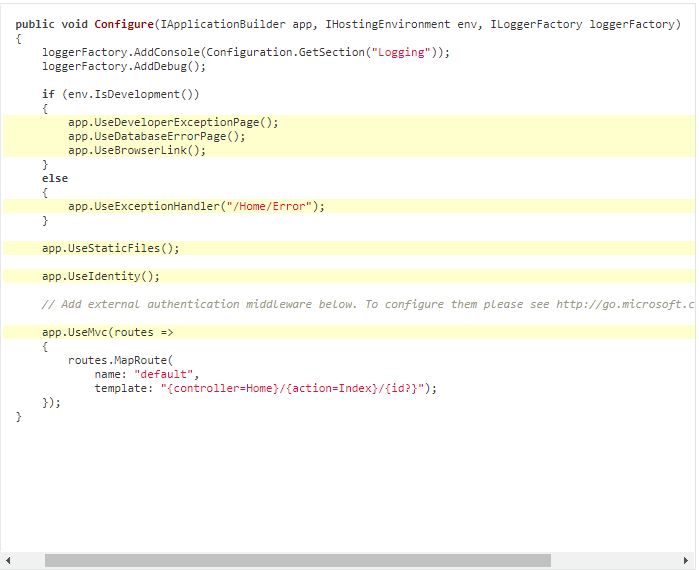 public void Configure(IApplicationBuilder app, IHostingEnvironment env, ILoggerFactory loggerFactory)
{
    loggerFactory.AddConsole(Configuration.GetSection("Logging"));
    loggerFactory.AddDebug();

    if (env.IsDevelopment())
    {
        app.UseDeveloperExceptionPage();
        app.UseDatabaseErrorPage();
        app.UseBrowserLink();
    }
    else
    {
        app.UseExceptionHandler("/Home/Error");
    }

    app.UseStaticFiles();

    app.UseIdentity();

    // Add external authentication middleware below. To configure them please see http://go.microsoft.c

    app.UseMvc(routes =>
    {
        routes.MapRoute(
            name: "default",
            template: "{controller=Home}/{action=Index}/{id?}");
    });
}